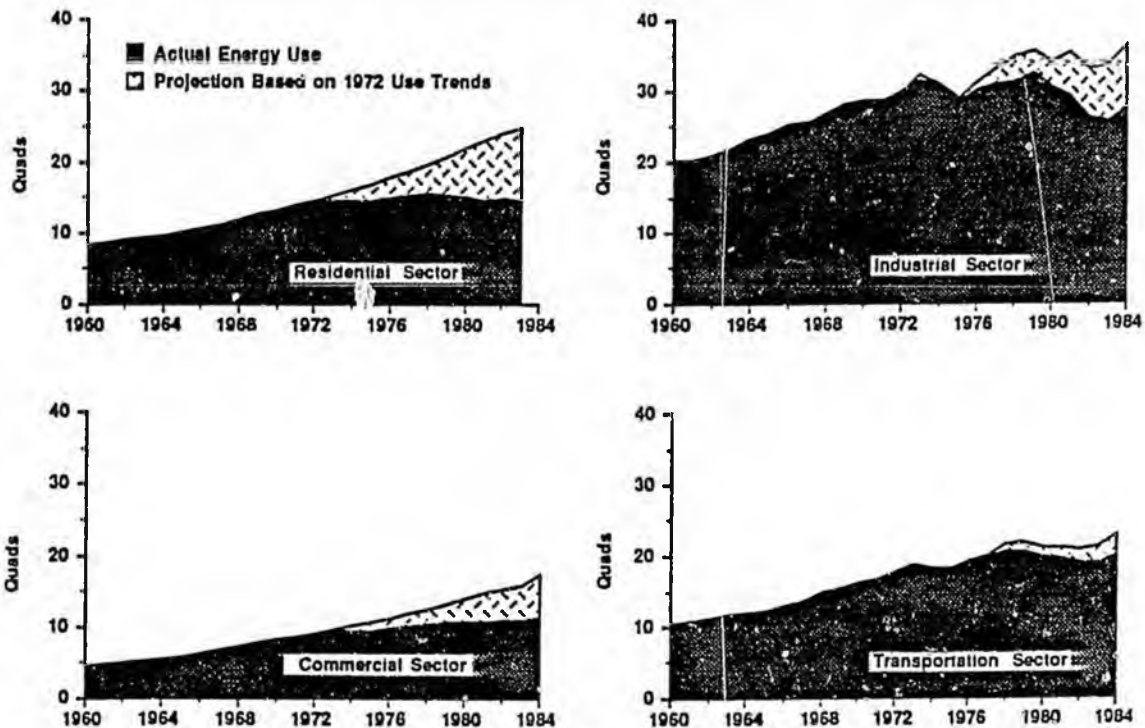 40
30
20
10
0
Quads
Actual Energy Use
Projection Based on 1972 Use Trends
Residential Sector
1960 1964 1968 1972 1976 1980 1984
40
30
20
10
0
Quads
Industrial Sector
1960 1964 1968 1972 1976 1980 1984
40
30
20
10
0
Quads
Commercial Sector
1960 1964 1968 1972 1976 1980 1984
40
30
20
10
0
Quads
Transportation Sector
1960 1964 1968 1972 1976 1980 1984